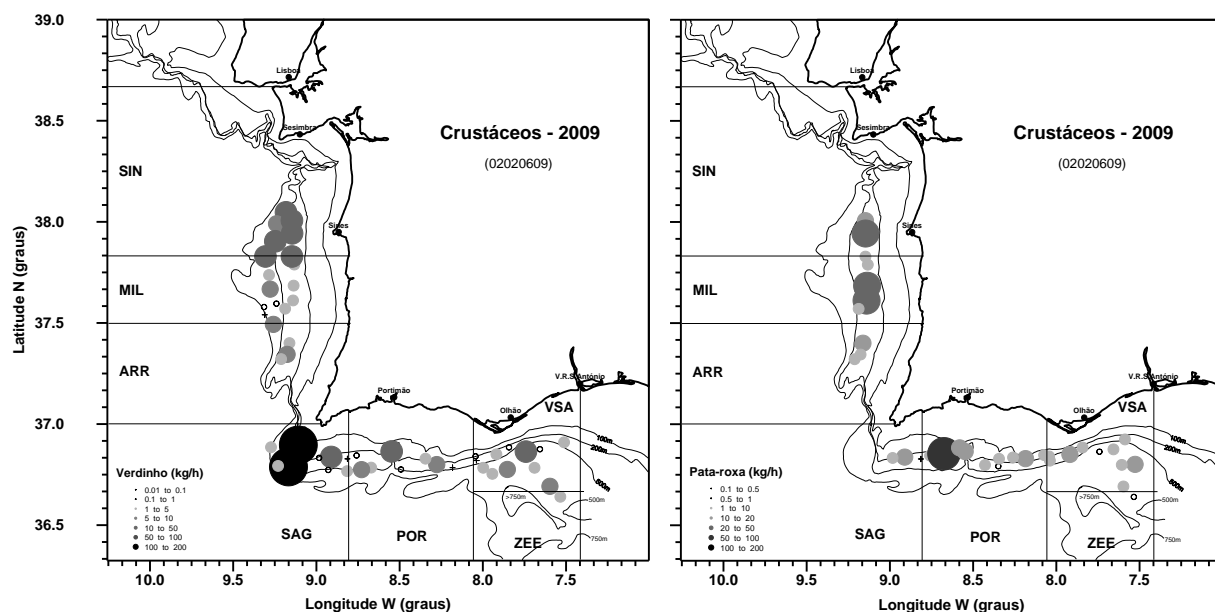 39.0
38.5
38.0
37.5
37.0
36.5
Latitude N (graus)
Lisboa
Sesimbra
Sines
Portimão
Olhão
V.R.S.António
Crustáceos - 2009
(02020609)
SIN
MIL
ARR
SAG
POR
VSA
ZEE
100m
200m
500m
>750m
500m
750m
Verdinho (kg/h)
0.01 to 0.1
0.1 to 1
1 to 5
5 to 10
10 to 50
50 to 100
100 to 200
10.0 9.5 9.0 8.5 8.0 7.5
Longitude W (graus)
Lisboa
Sesimbra
Sines
Portimão
Olhão
V.R.S.António
Crustáceos - 2009
(02020609)
SIN
MIL
ARR
SAG
POR
VSA
ZEE
100m
200m
500m
>750m
500m
750m
Pata-roxa (kg/h)
0.1 to 0.5
0.5 to 1
1 to 10
10 to 20
20 to 50
50 to 100
100 to 200
10.0 9.5 9.0 8.5 8.0 7.5
Longitude W (graus)